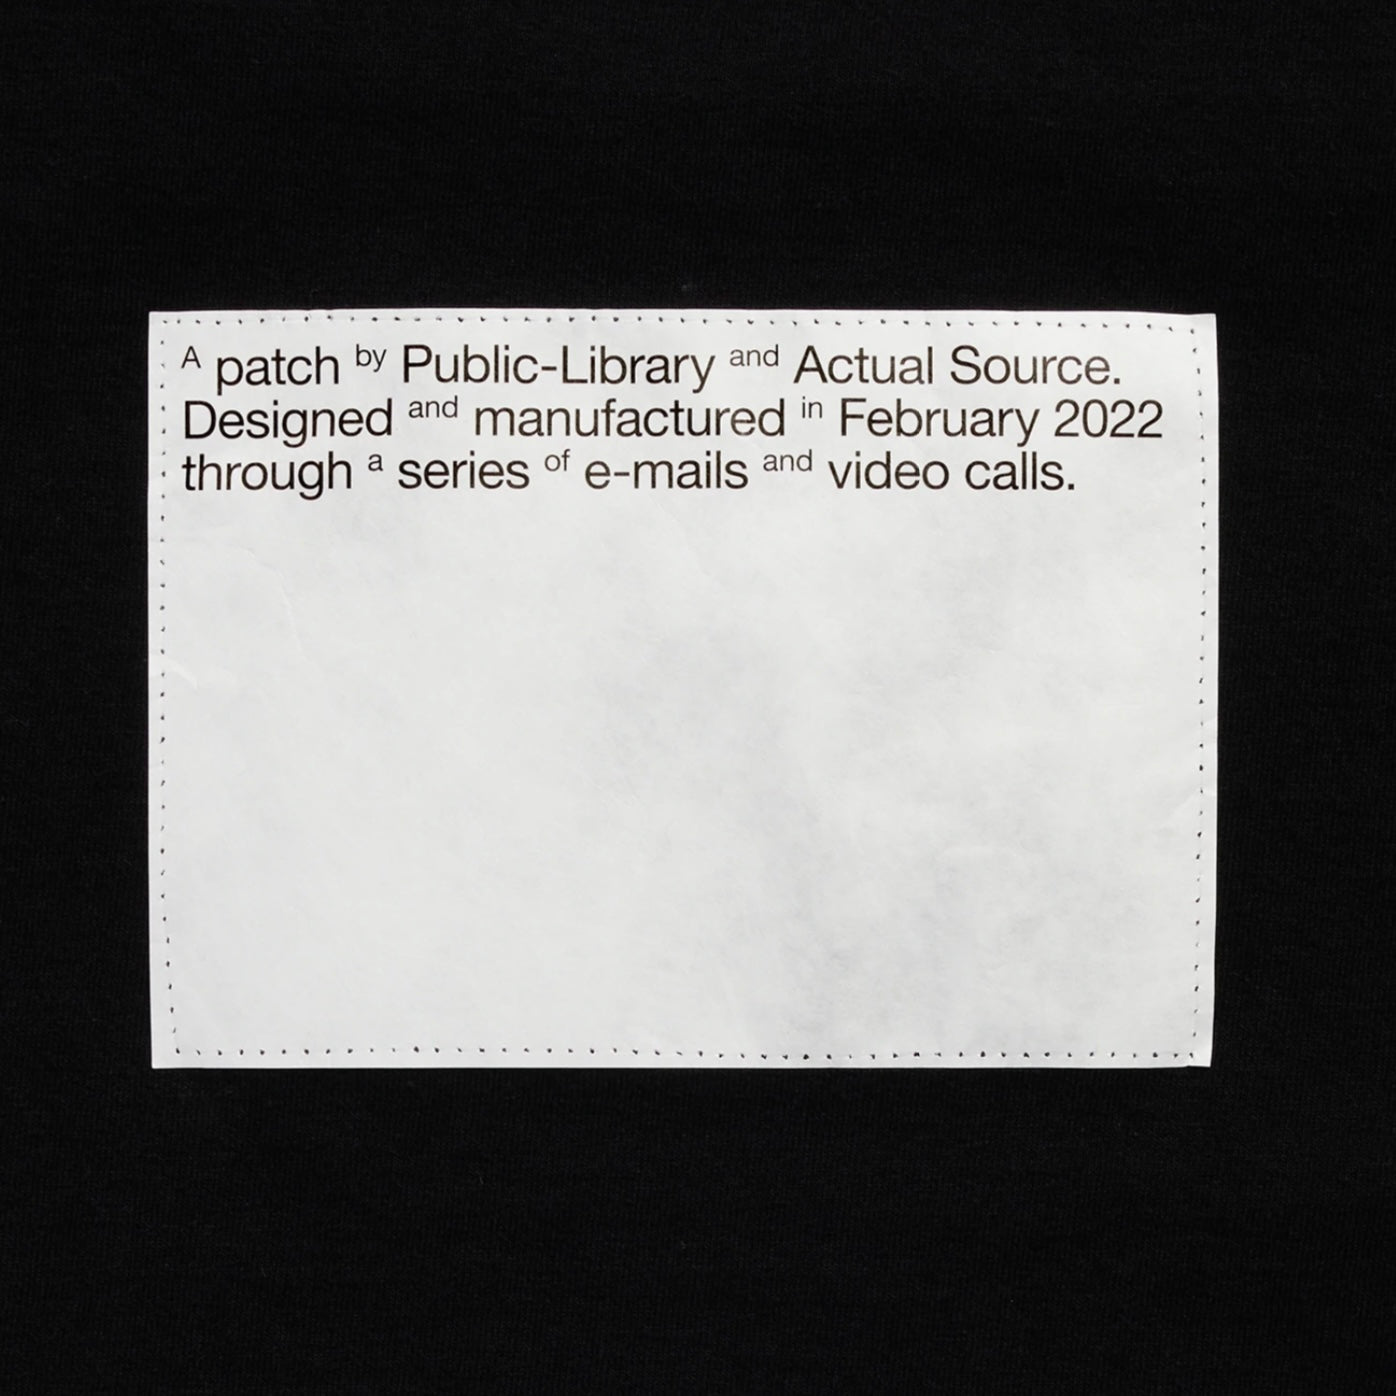 A patch by Public-Library and Actual Source.
Designed and manufactured in February 2022
through a series of e-mails and video calls.